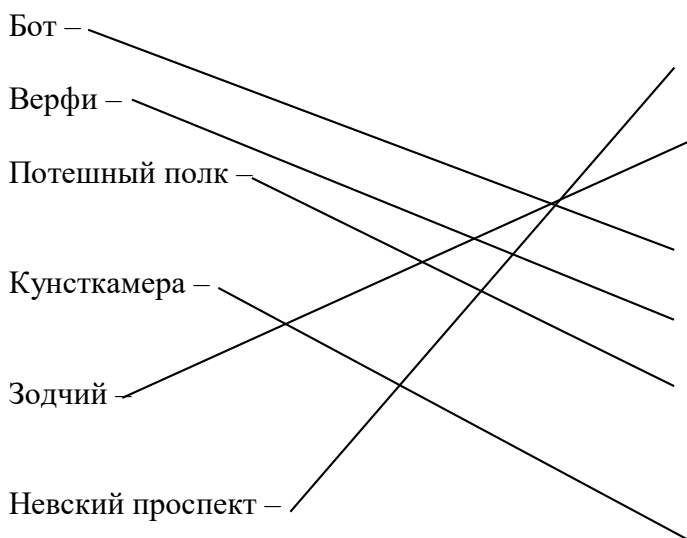 Бот –
Верфи –
Потешный полк –
Кунсткамера –
Зодчий –
Невский проспект –